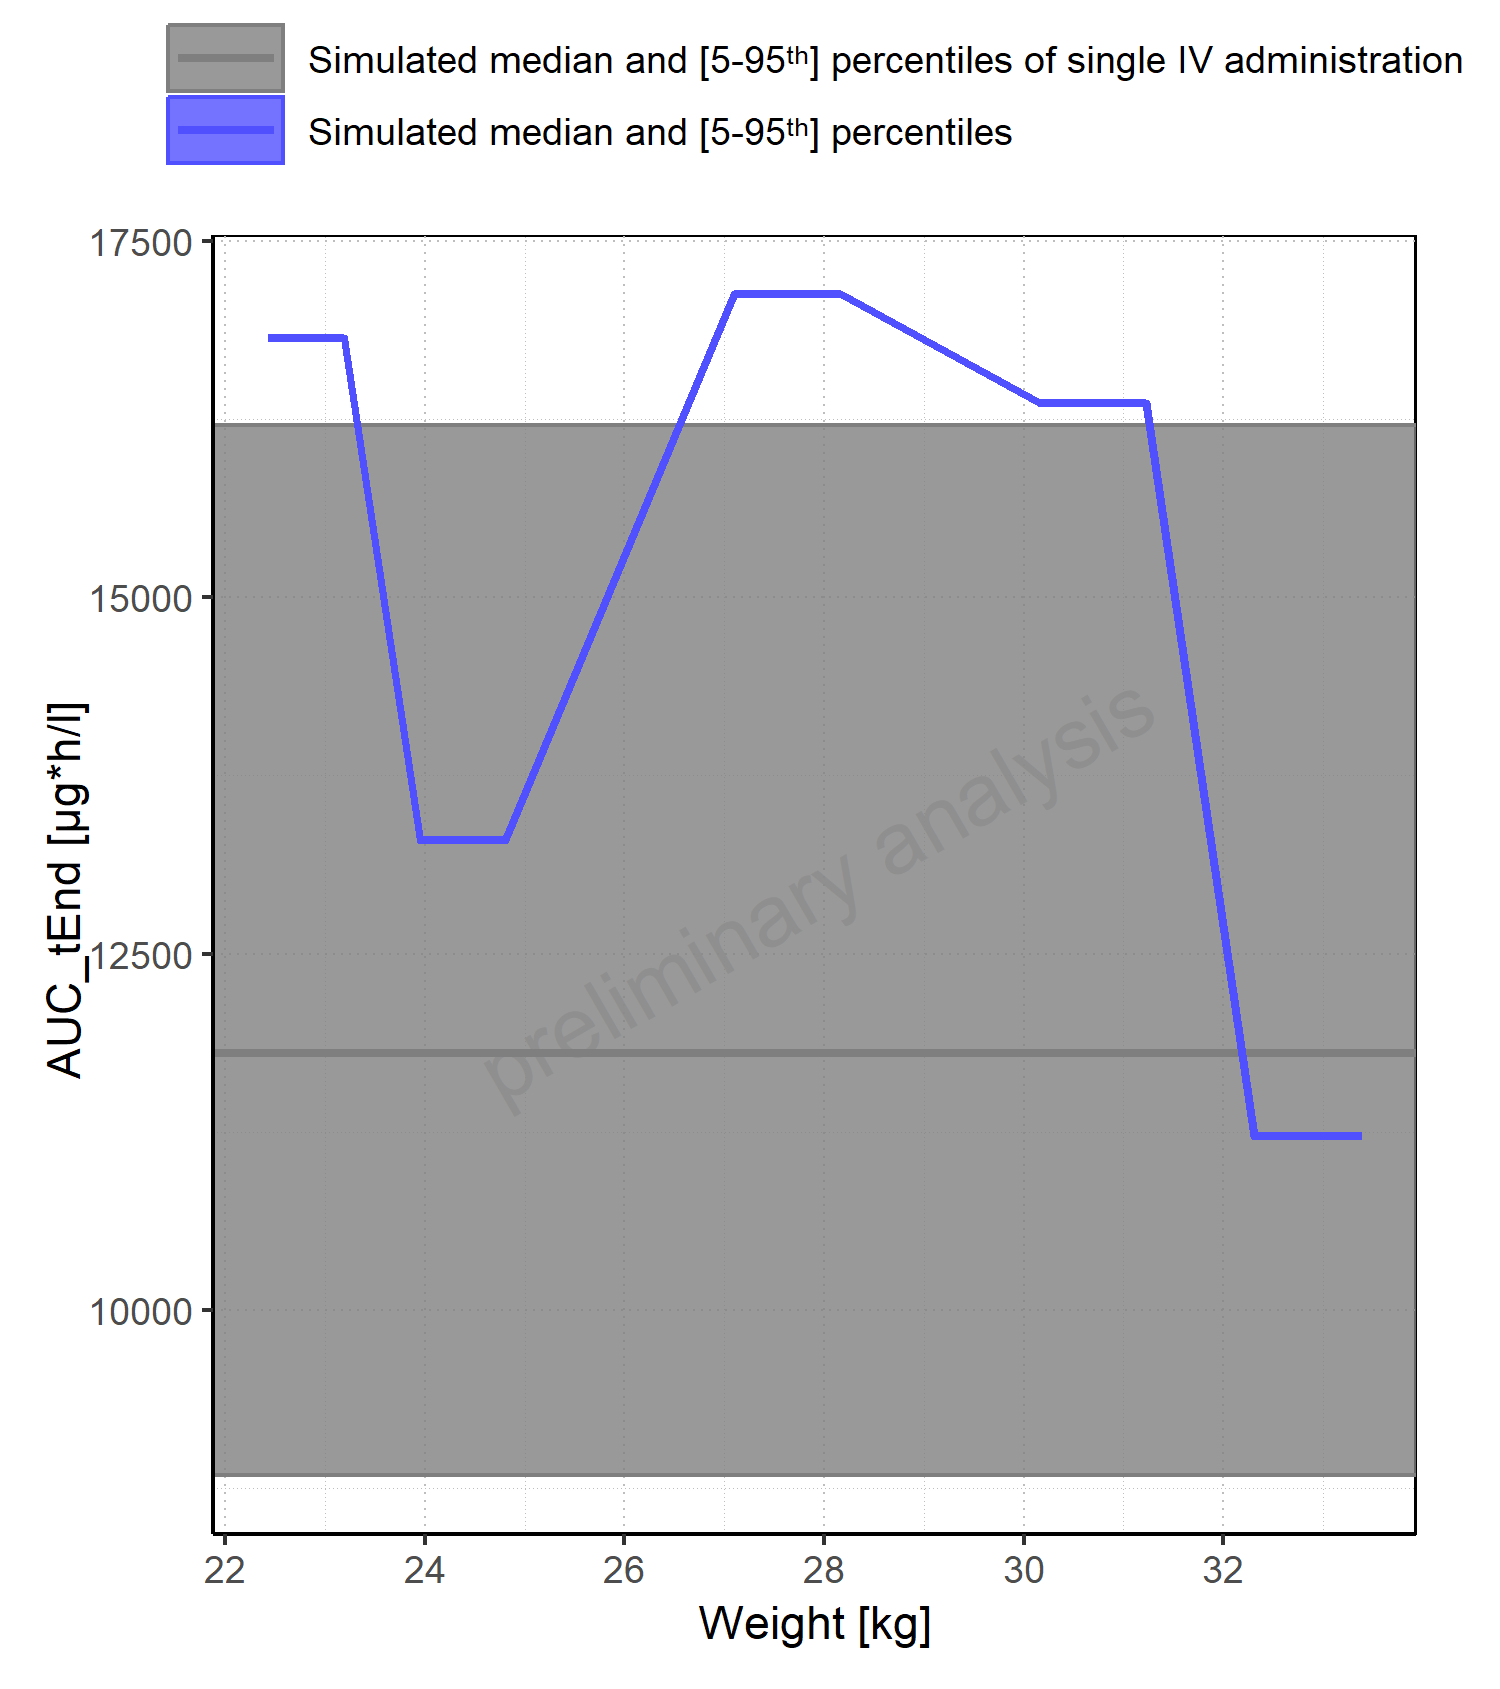 Simulated median and [5-95ᵗʰ] percentiles of single IV administration
Simulated median and [5-95ᵗʰ] percentiles
17500
15000
12500
10000
AUC_tEnd [µg*h/l]
preliminary analysis
22 24 26 28 30 32
Weight [kg]